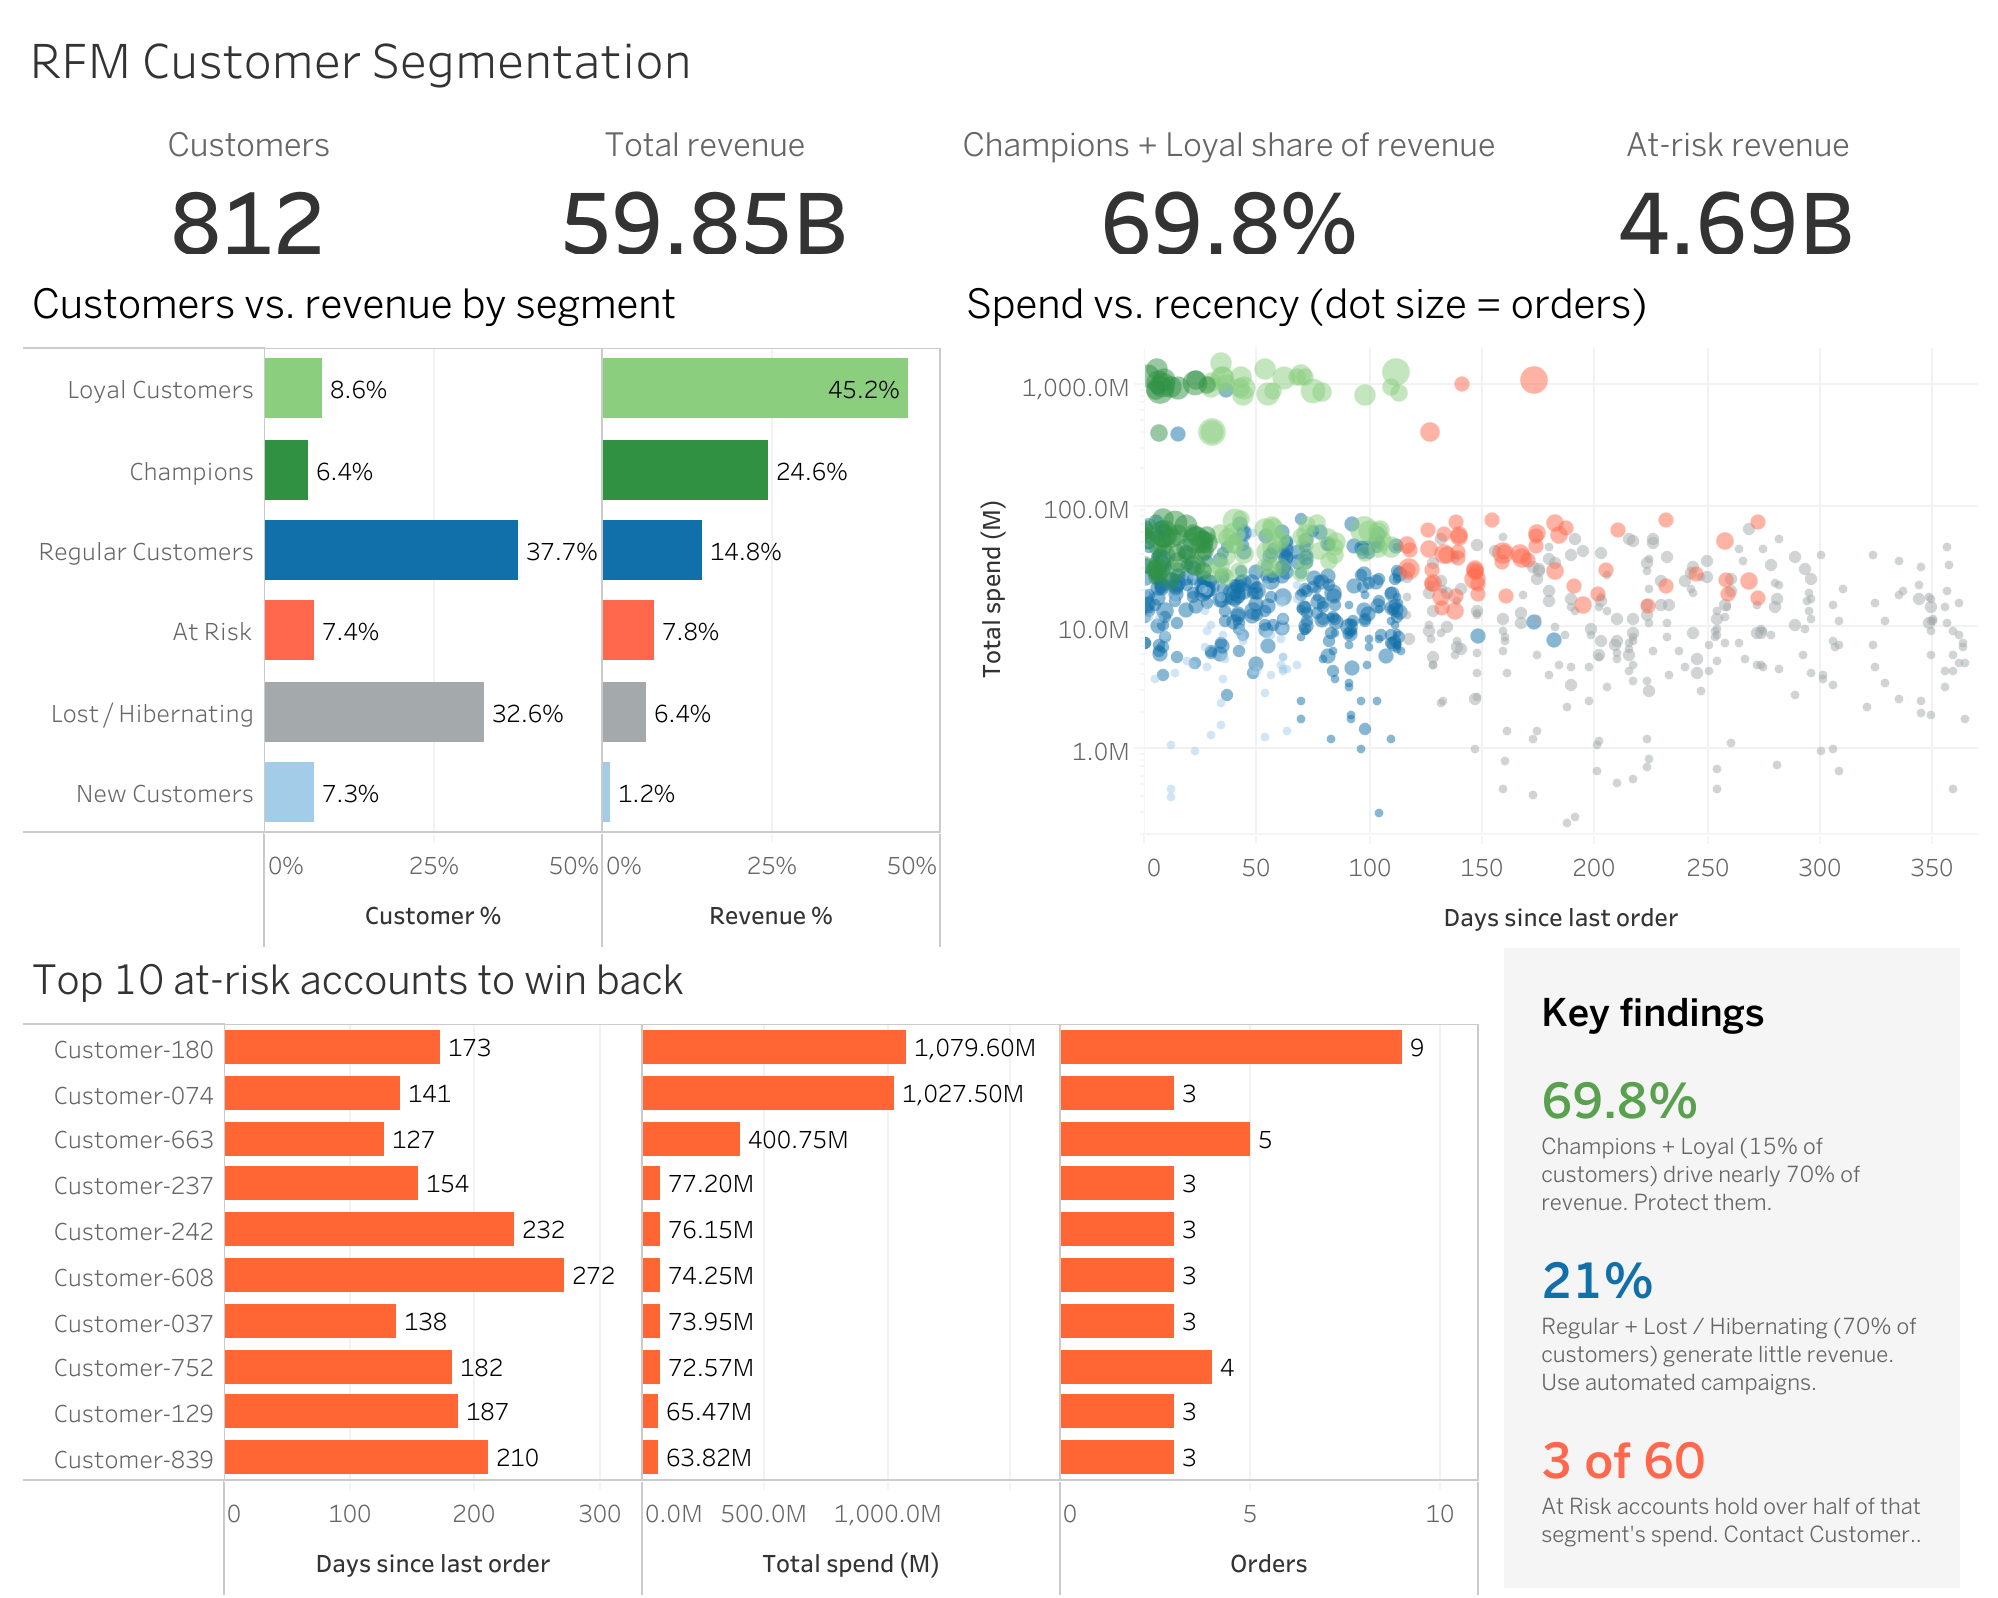 RFM Customer Segmentation
Customers
812
Total revenue
59.85B
Champions + Loyal share of revenue
69.8%
At-risk revenue
4.69B
Customers vs. revenue by segment
Loyal Customers 8.6% 45.2%
Champions 6.4% 24.6%
Regular Customers 37.7% 14.8%
At Risk 7.4% 7.8%
Lost / Hibernating 32.6% 6.4%
New Customers 7.3% 1.2%
0% 25% 50% 0% 25% 50%
Customer % Revenue %
Spend vs. recency (dot size = orders)
Total spend (M)
1,000.0M
100.0M
10.0M
1.0M
0 50 100 150 200 250 300 350
Days since last order
Top 10 at-risk accounts to win back
Customer-180 173 1,079.60M 9
Customer-074 141 1,027.50M 3
Customer-663 127 400.75M 5
Customer-237 154 77.20M 3
Customer-242 232 76.15M 3
Customer-608 272 74.25M 3
Customer-037 138 73.95M 3
Customer-752 182 72.57M 4
Customer-129 187 65.47M 3
Customer-839 210 63.82M 3
0 100 200 300 0.0M 500.0M 1,000.0M 0 5 10
Days since last order Total spend (M) Orders
Key findings
69.8%
Champions + Loyal (15% of
customers) drive nearly 70% of
revenue. Protect them.
21%
Regular + Lost / Hibernating (70% of
customers) generate little revenue.
Use automated campaigns.
3 of 60
At Risk accounts hold over half of that
segment's spend. Contact Customer..